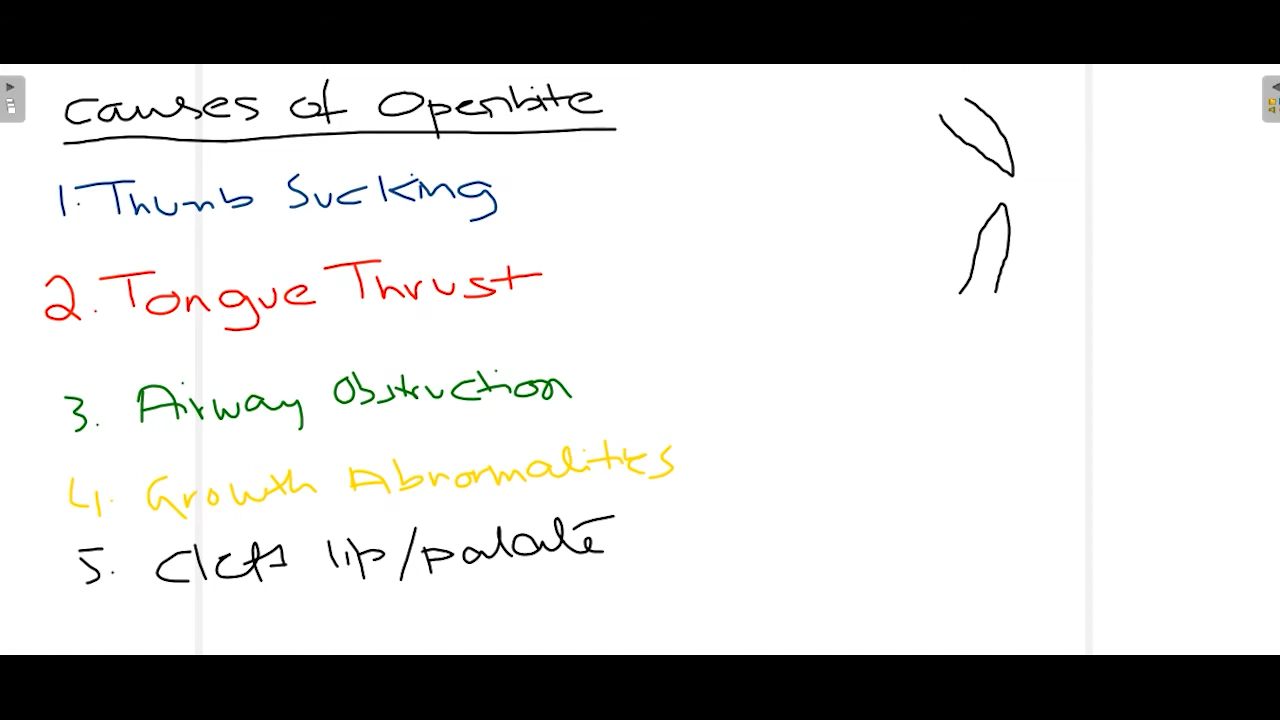 Causes of Openbite
1. Thumb Sucking
2. Tongue Thrust
3. Airway Obstruction
4. Growth Abnormalities
5. Cleft lip/palate